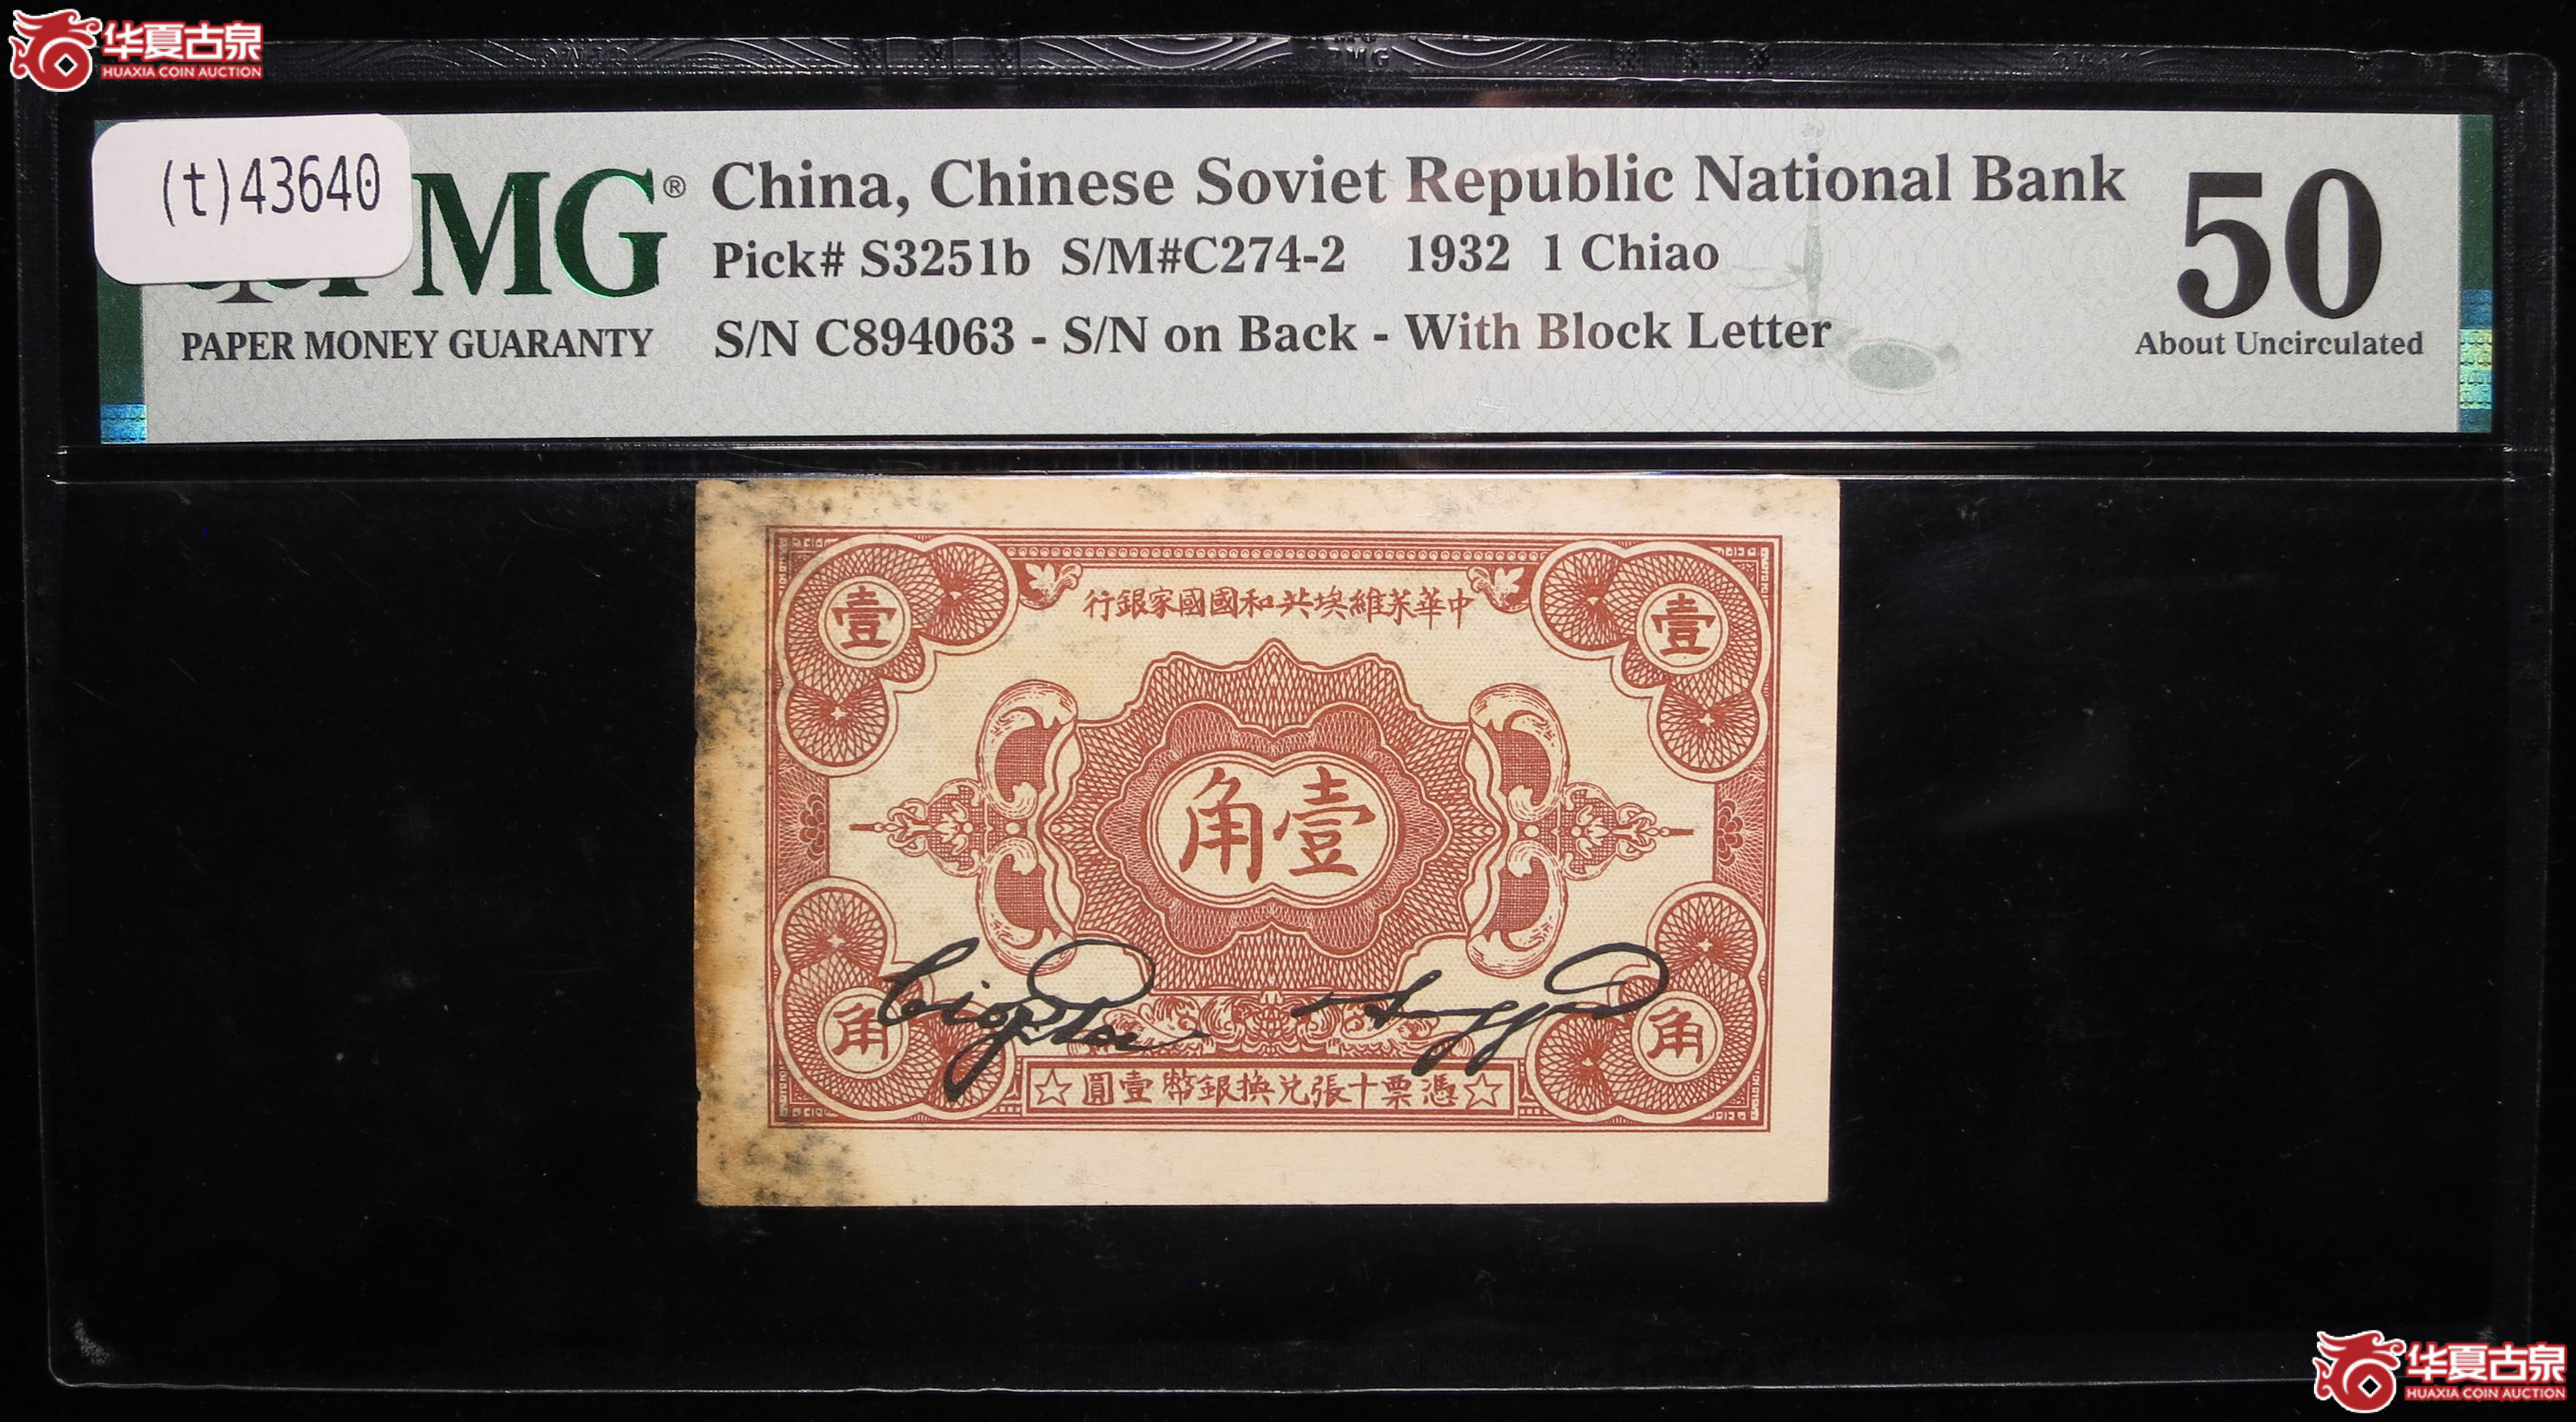 华夏古泉
HUAXIA COIN AUCTION
PMG
(t)43640
MG®
PAPER MONEY GUARANTY
China, Chinese Soviet Republic National Bank
Pick# S3251b S/M#C274-2 1932 1 Chiao
S/N C894063 - S/N on Back - With Block Letter
50
About Uncirculated
行銀家國國和共埃維苏華中
壹
壹
角壹
角
角
☆圓壹幣銀換兌張十票憑☆
华夏古泉
HUAXIA COIN AUCTION